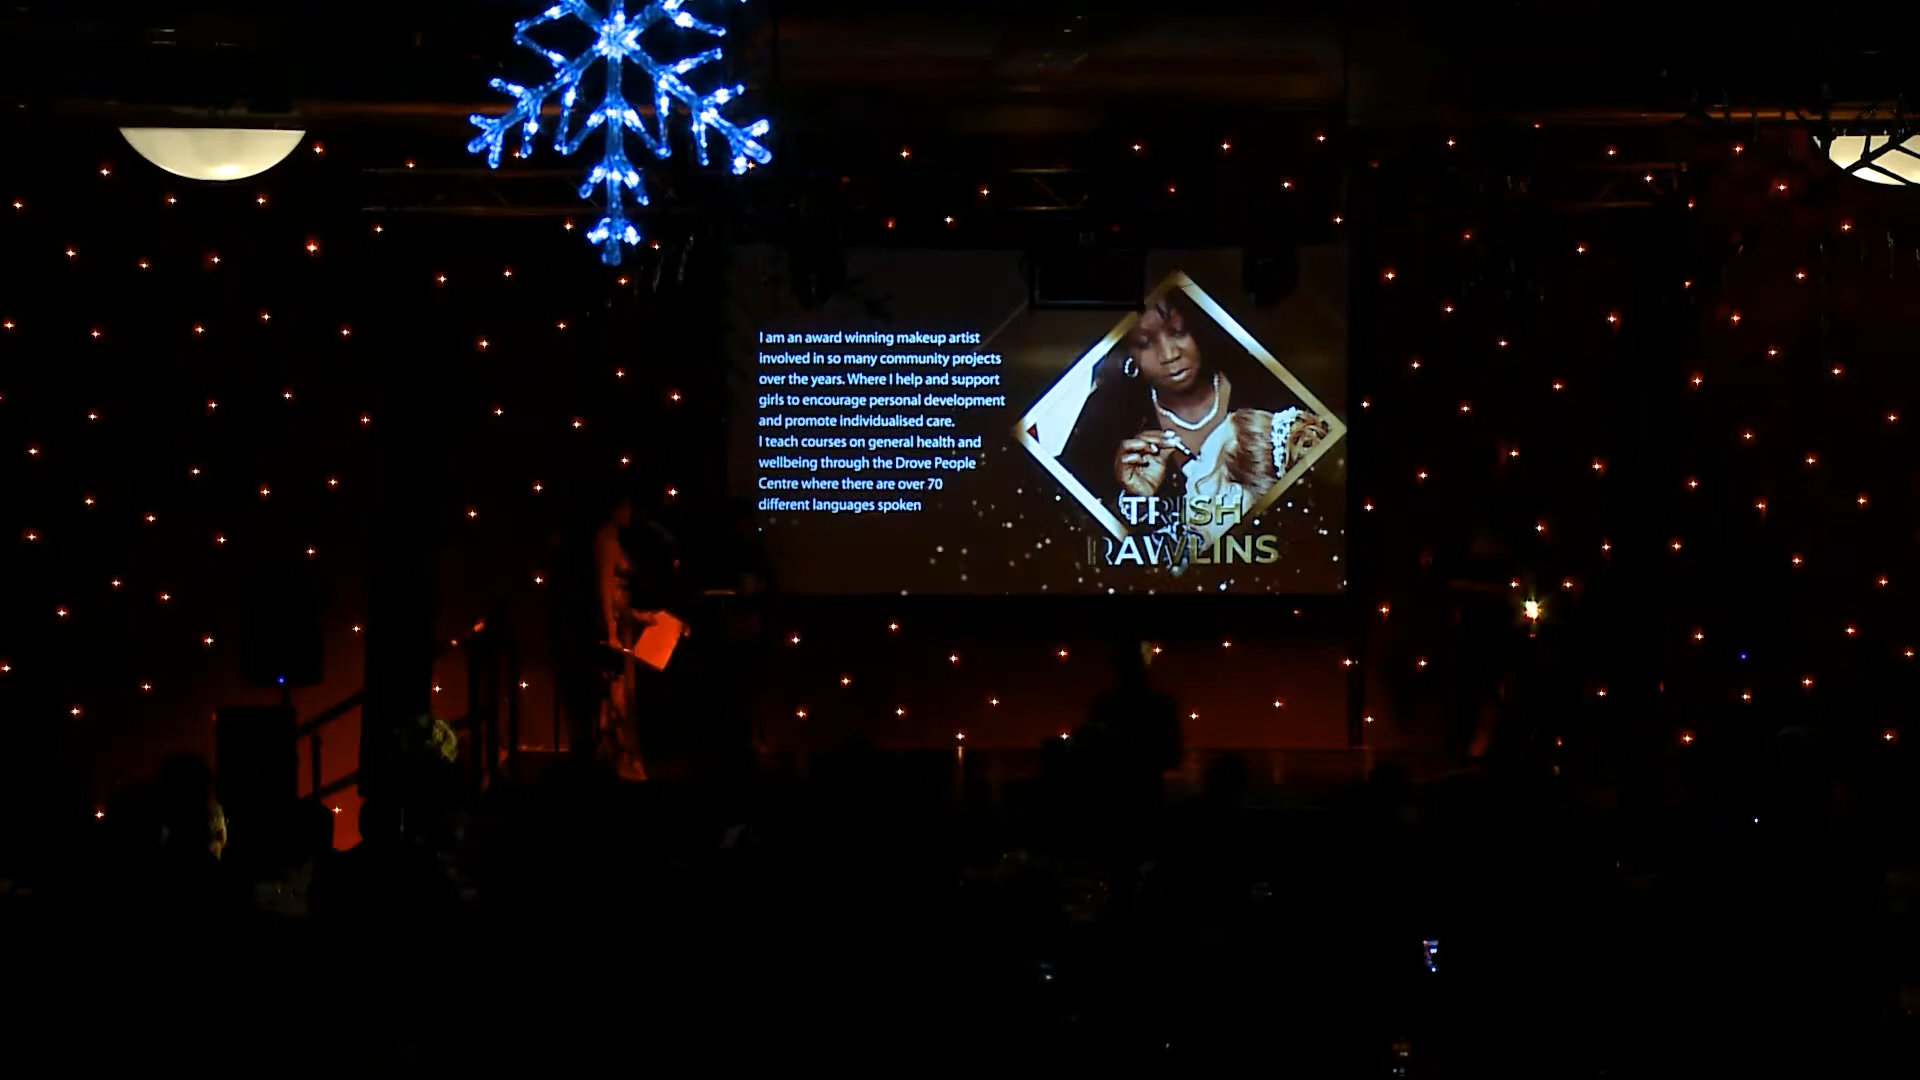 I am an award winning makeup artist
involved in so many community projects
over the years. Where I help and support
girls to encourage personal development
and promote individualised care.
I teach courses on general health and
wellbeing through the Drove People
Centre where there are over 70
different languages spoken
TRISH
RAWLINS